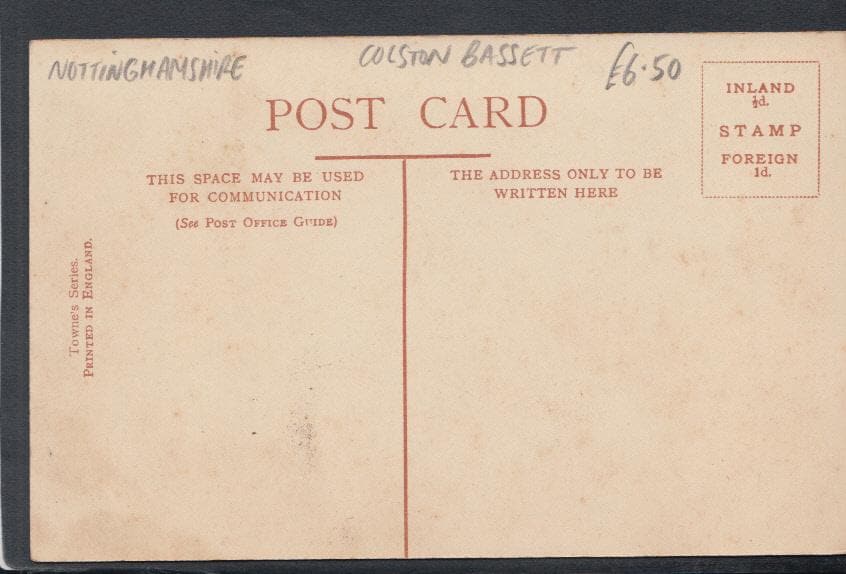 NOTTINGHAMSHIRE
COLSTON BASSETT
£6.50
POST CARD
THIS SPACE MAY BE USED
FOR COMMUNICATION
(See POST OFFICE GUIDE)
THE ADDRESS ONLY TO BE
WRITTEN HERE
INLAND
½d.
STAMP
FOREIGN
1d.
Towne's Series.
PRINTED IN ENGLAND.